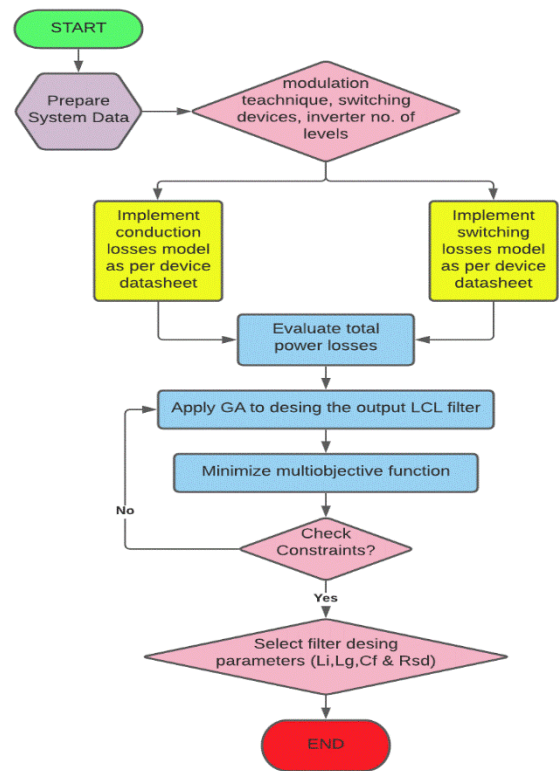 START
Prepare
System Data
modulation
teachnique, switching
devices, inverter no. of
levels
Implement
conduction
losses model
as per device
datasheet
Implement
switching
losses model
as per device
datasheet
Evaluate total
power losses
Apply GA to desing the output LCL filter
Minimize multiobjective function
No
Check
Constraints?
Yes
Select filter desing
parameters (Li,Lg,Cf & Rsd)
END